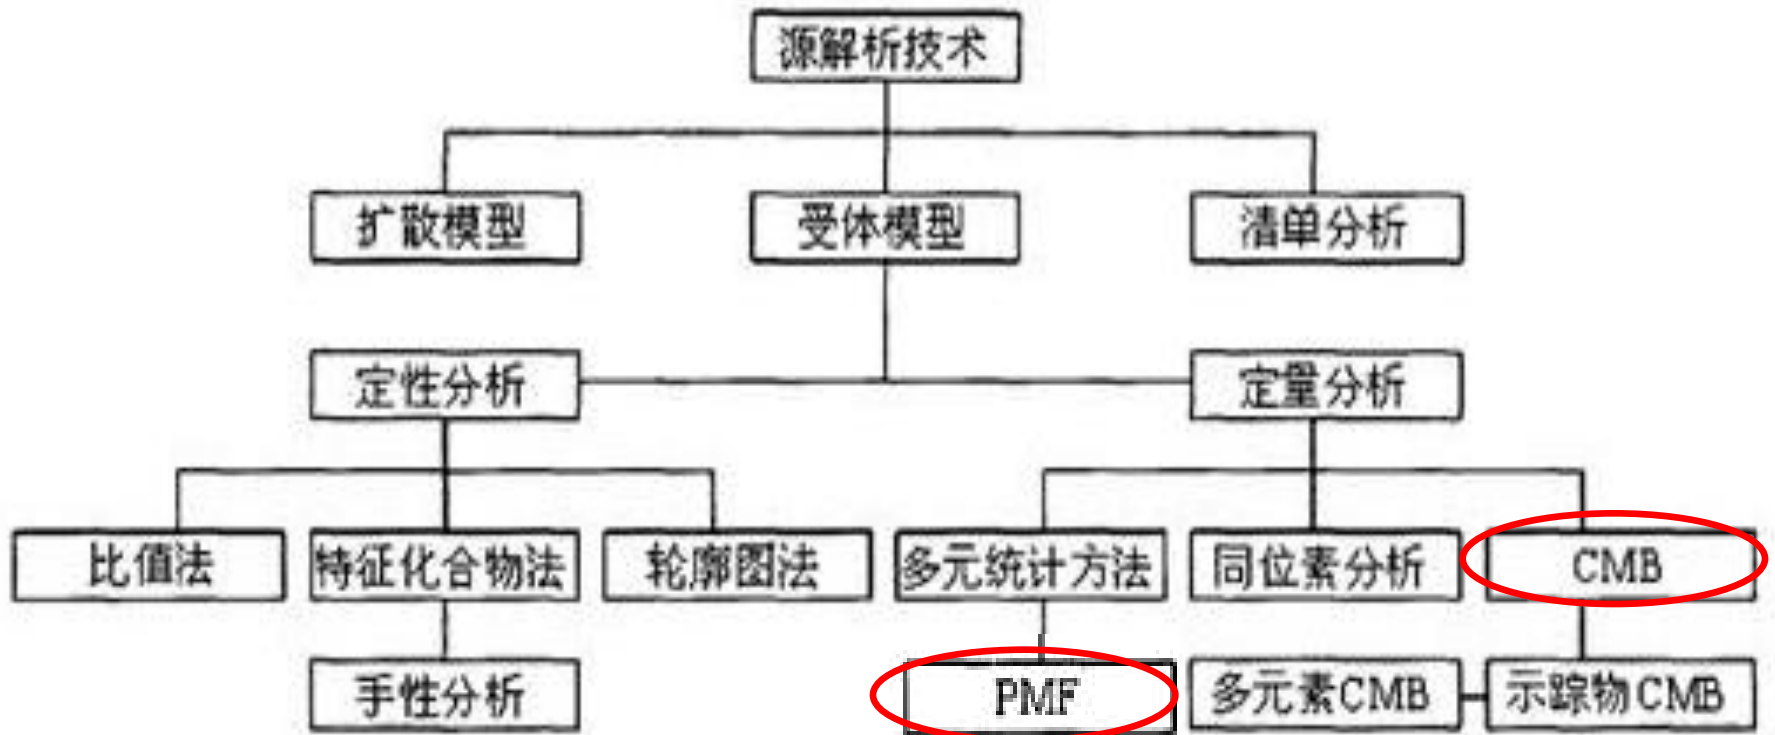 源解析技术
扩散模型
受体模型
清单分析
定性分析
定量分析
比值法
特征化合物法
轮廓图法
多元统计方法
同位素分析
CMB
手性分析
PMF
多元素CMB
示踪物CMB